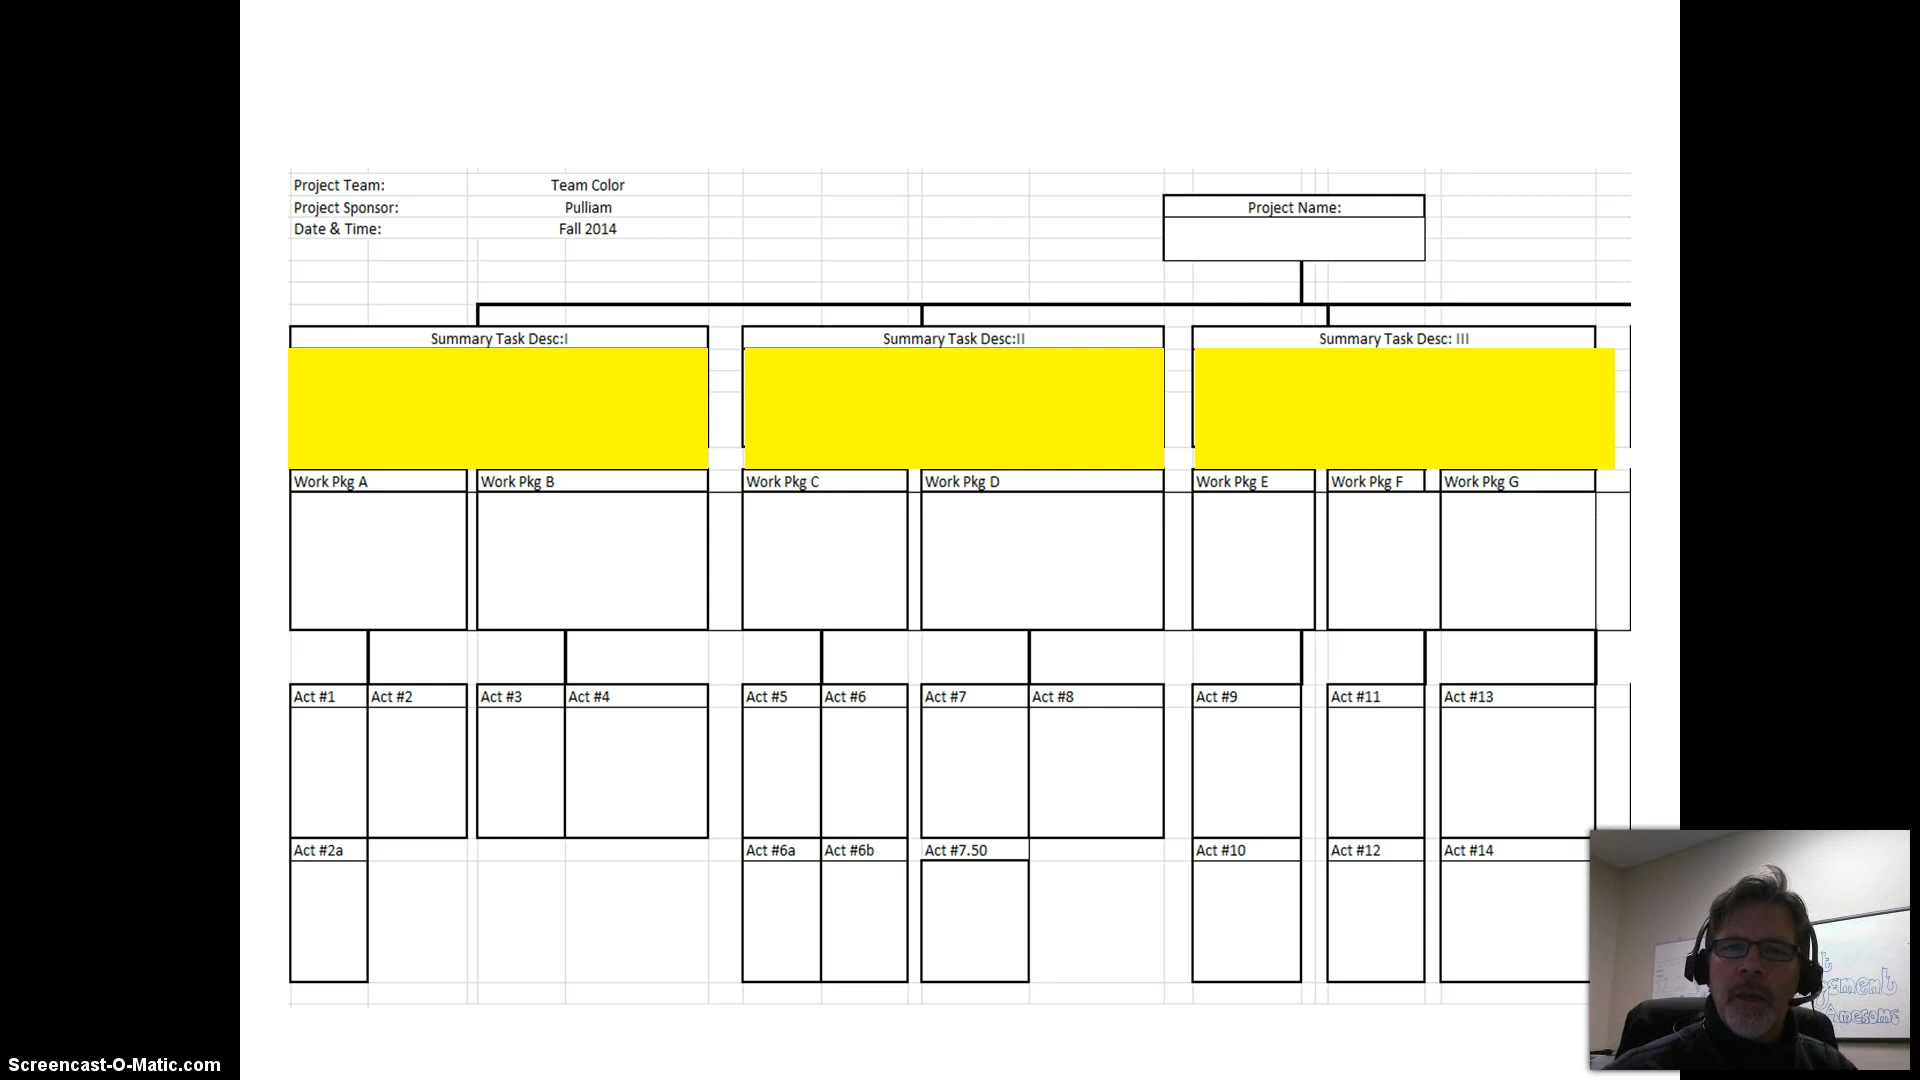 Project Team: Team Color
Project Sponsor: Pulliam
Date & Time: Fall 2014
Project Name:
Summary Task Desc:I
Summary Task Desc:II
Summary Task Desc: III
Work Pkg A
Work Pkg B
Work Pkg C
Work Pkg D
Work Pkg E
Work Pkg F
Work Pkg G
Act #1
Act #2
Act #3
Act #4
Act #5
Act #6
Act #7
Act #8
Act #9
Act #11
Act #13
Act #2a
Act #6a
Act #6b
Act #7.50
Act #10
Act #12
Act #14
Awesome
Screencast-O-Matic.com